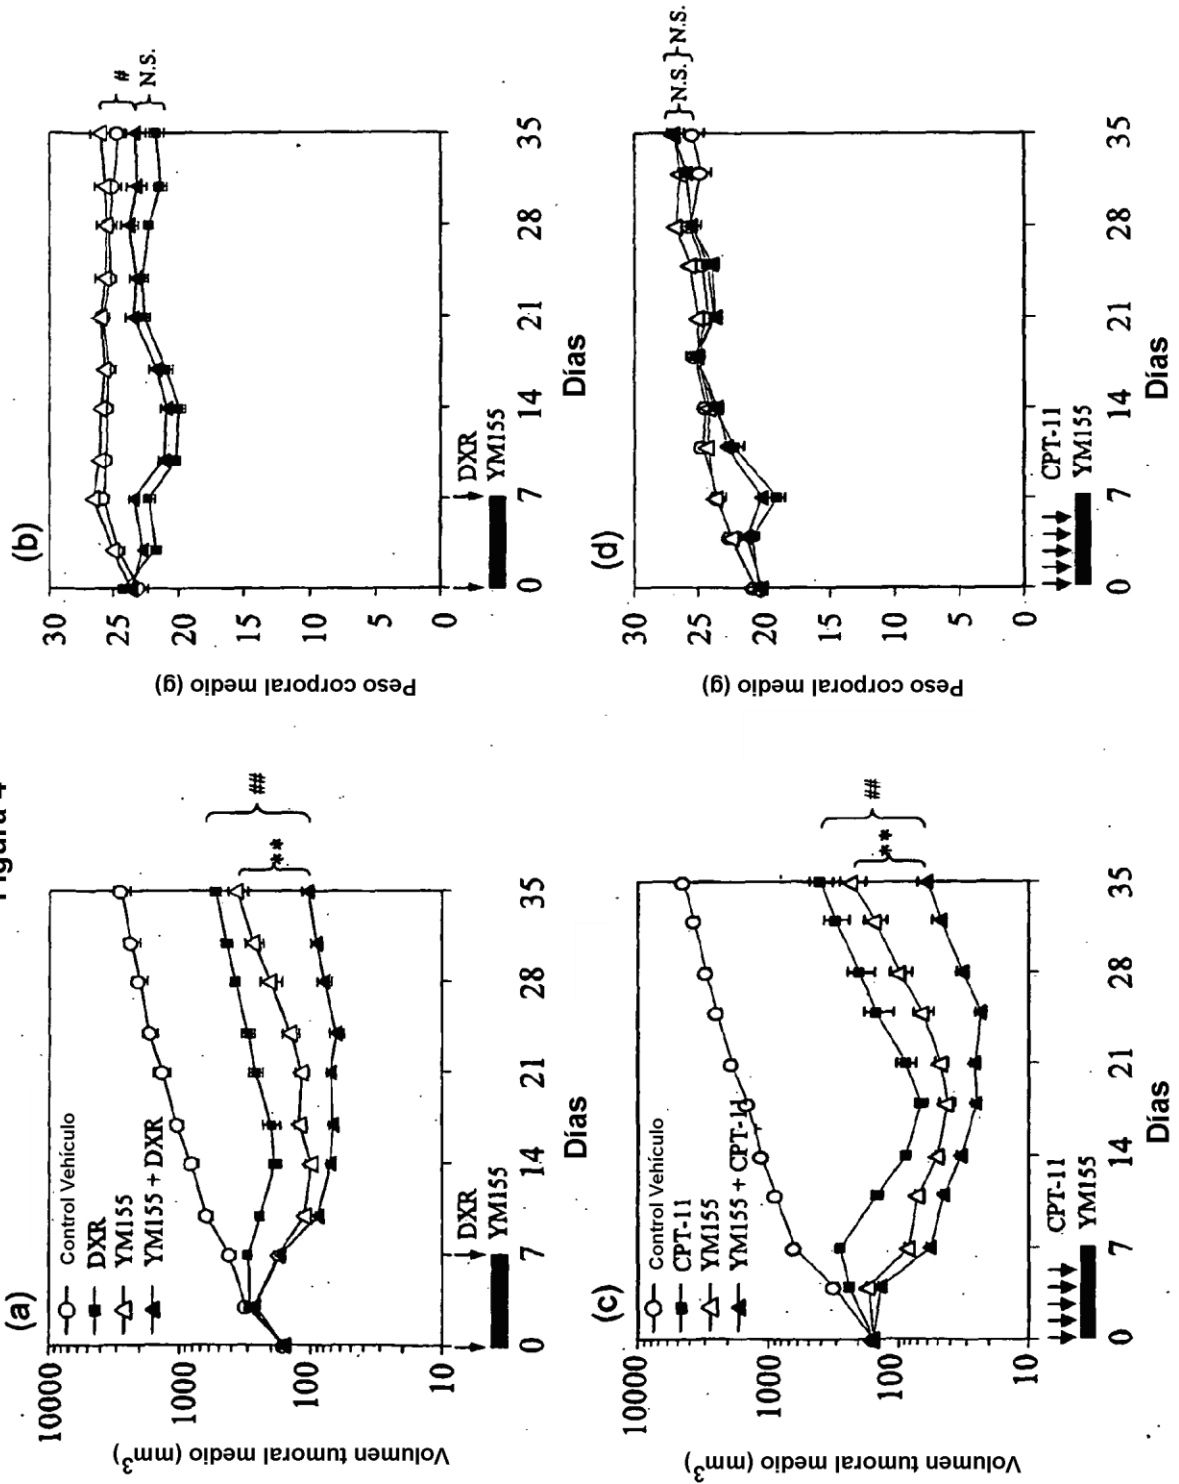 Figura 4
(a)
Volumen tumoral medio (mm³)
10000
1000
100
10
Control Vehículo
DXR
YM155
YM155 + DXR
**
##
DXR
YM155
0 7 14 21 28 35
Días
(b)
Peso corporal medio (g)
30
25
20
15
10
5
0
#
N.S.
DXR
YM155
0 7 14 21 28 35
Días
(c)
Volumen tumoral medio (mm³)
10000
1000
100
10
Control Vehículo
CPT-11
YM155
YM155 + CPT-11
**
##
CPT-11
YM155
0 7 14 21 28 35
Días
(d)
Peso corporal medio (g)
30
25
20
15
10
5
0
N.S.
N.S.
CPT-11
YM155
0 7 14 21 28 35
Días